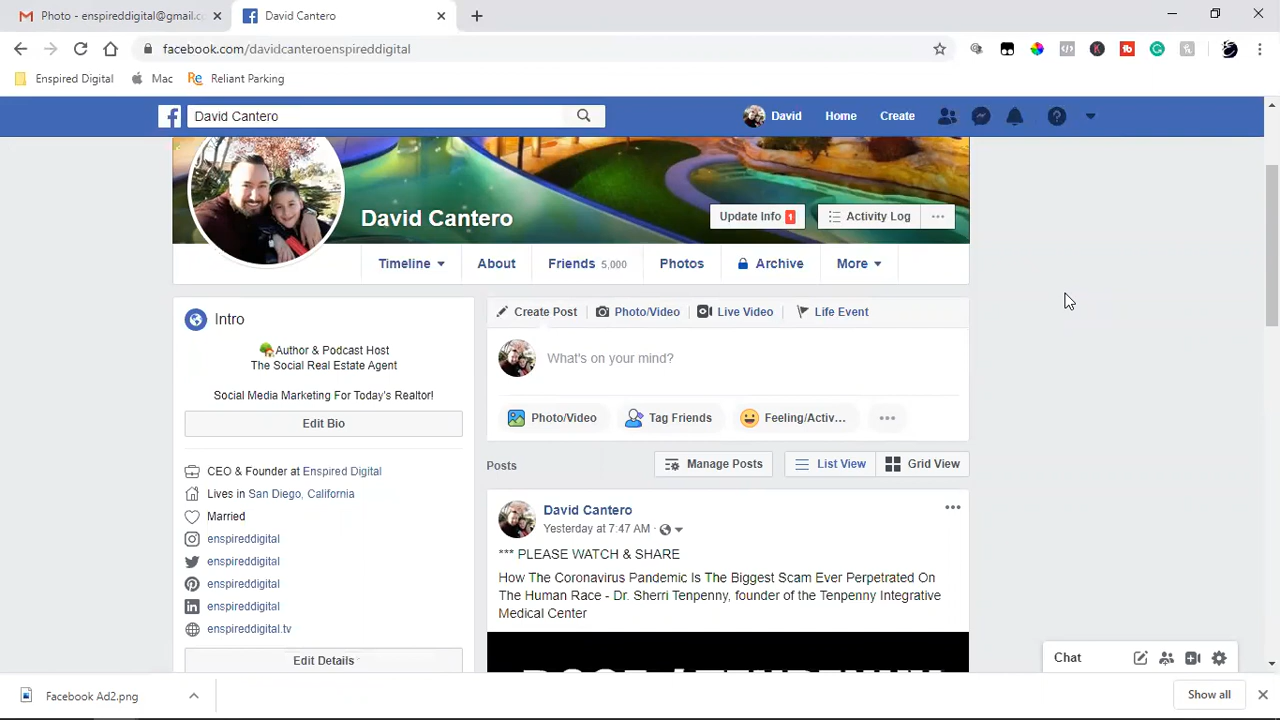 Photo - enspireddigital@gmail.c
David Cantero
facebook.com/davidcanteroenspireddigital
Enspired Digital
Mac
Reliant Parking
David Cantero
David
Home
Create
David Cantero
Update Info 1
Activity Log
Timeline
About
Friends 5,000
Photos
Archive
More
Intro
Author & Podcast Host
The Social Real Estate Agent
Social Media Marketing For Today's Realtor!
Edit Bio
CEO & Founder at Enspired Digital
Lives in San Diego, California
Married
enspireddigital
enspireddigital
enspireddigital
enspireddigital
enspireddigital.tv
Edit Details
Create Post
Photo/Video
Live Video
Life Event
What's on your mind?
Photo/Video
Tag Friends
Feeling/Activ...
Posts
Manage Posts
List View
Grid View
David Cantero
Yesterday at 7:47 AM ·
*** PLEASE WATCH & SHARE
How The Coronavirus Pandemic Is The Biggest Scam Ever Perpetrated On
The Human Race - Dr. Sherri Tenpenny, founder of the Tenpenny Integrative
Medical Center
Chat
Facebook Ad2.png
Show all